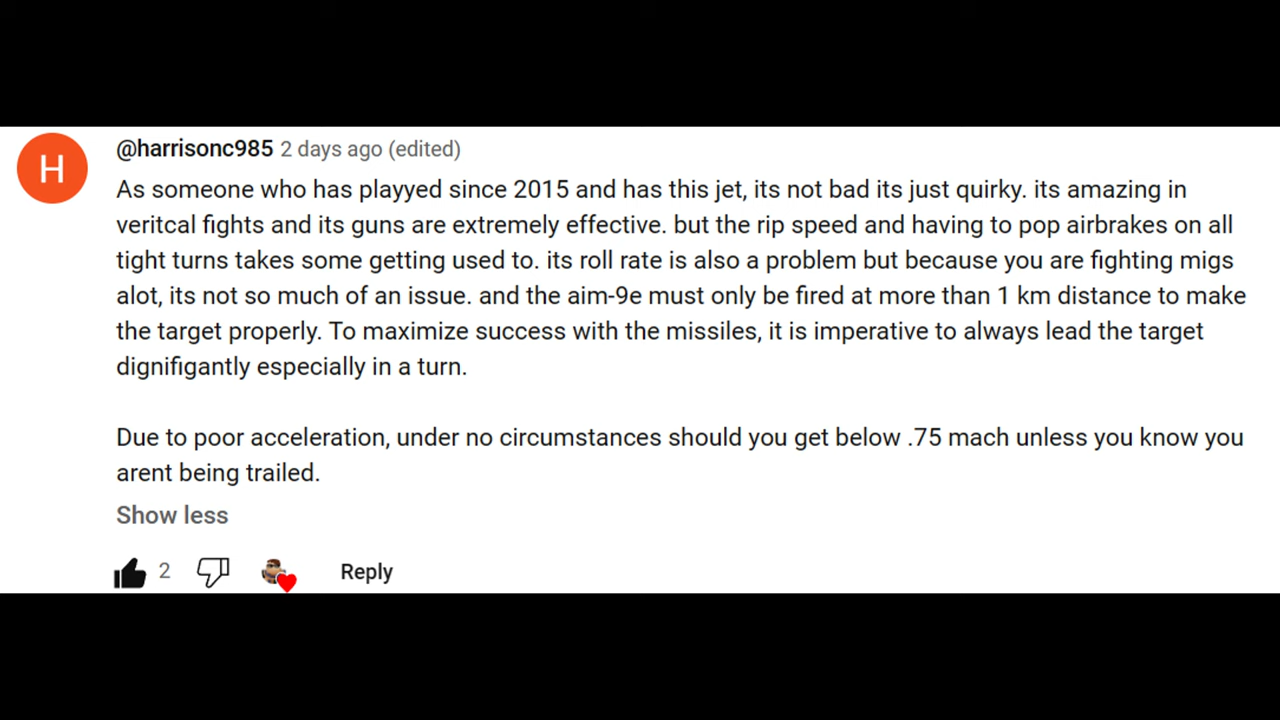 H
@harrisonc985 2 days ago (edited)
As someone who has playyed since 2015 and has this jet, its not bad its just quirky. its amazing in
veritcal fights and its guns are extremely effective. but the rip speed and having to pop airbrakes on all
tight turns takes some getting used to. its roll rate is also a problem but because you are fighting migs
alot, its not so much of an issue. and the aim-9e must only be fired at more than 1 km distance to make
the target properly. To maximize success with the missiles, it is imperative to always lead the target
dignifigantly especially in a turn.
Due to poor acceleration, under no circumstances should you get below .75 mach unless you know you
arent being trailed.
Show less
2 Reply